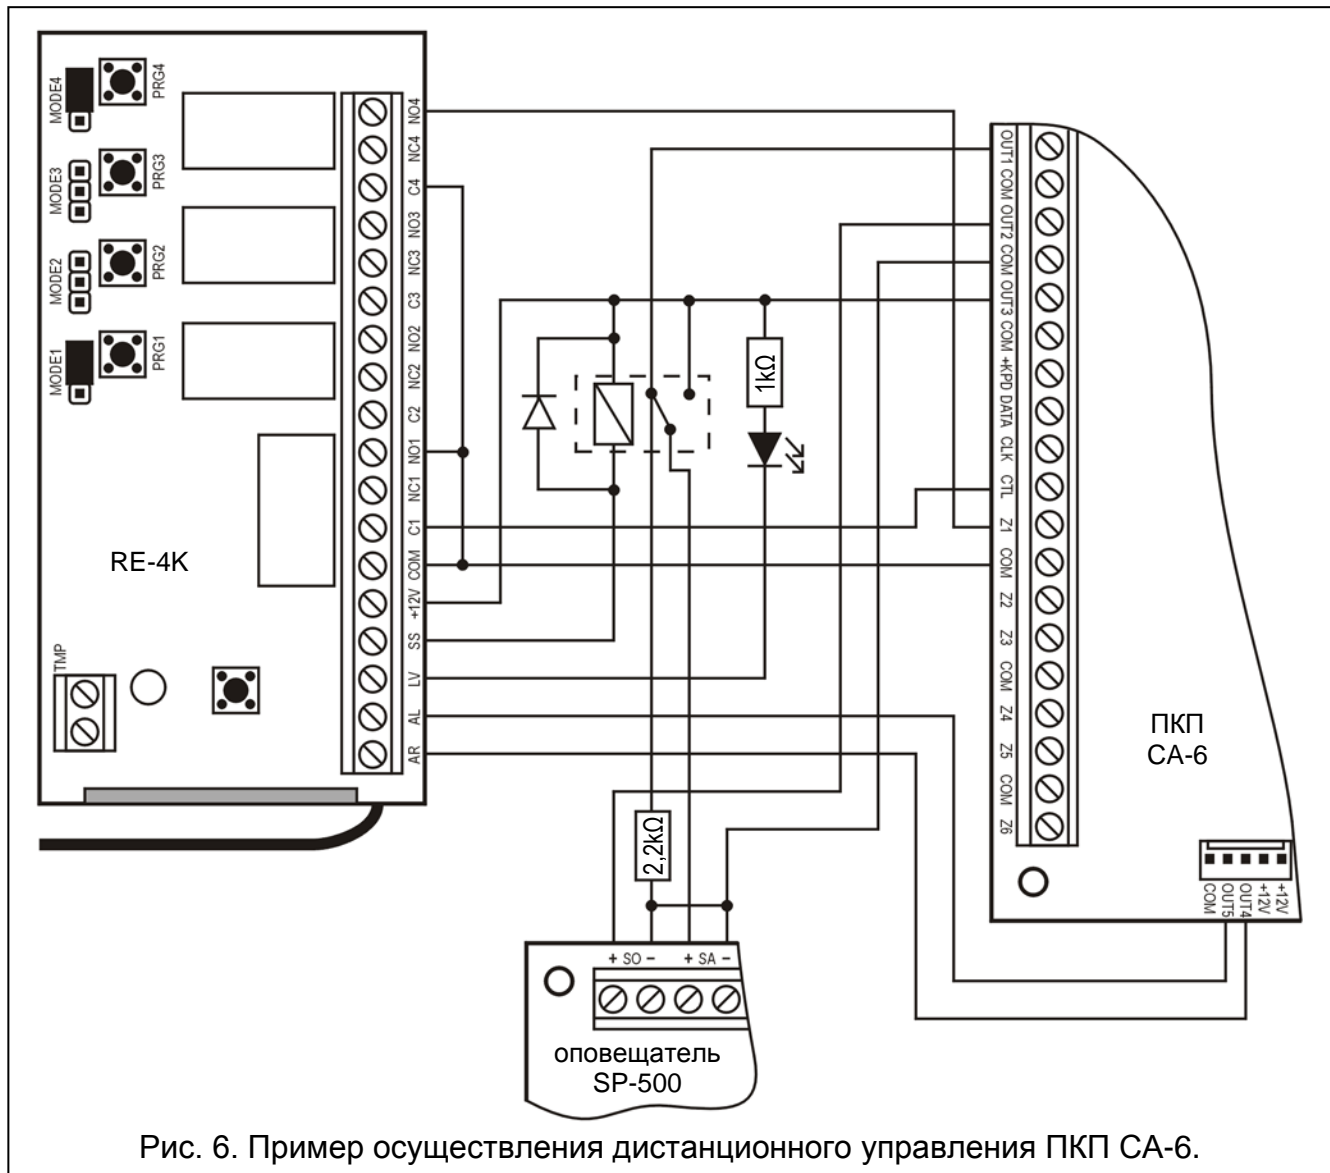 MODE4
PRG4
MODE3
PRG3
MODE2
PRG2
MODE1
PRG1
RE-4K
TMP
NO4
NC4
C4
NO3
NC3
C3
NO2
NC2
C2
NO1
NC1
C1
COM
+12V
SS
LV
AL
AR
1kΩ
2,2kΩ
OUT1
COM
OUT2
COM
OUT3
COM
+KPD
DATA
CLK
CTL
Z1
COM
Z2
Z3
COM
Z4
Z5
COM
Z6
ПКП
CA-6
COM
OUT5
OUT4
+12V
+12V
+ SO − + SA −
оповещатель
SP-500
Рис. 6. Пример осуществления дистанционного управления ПКП CA-6.